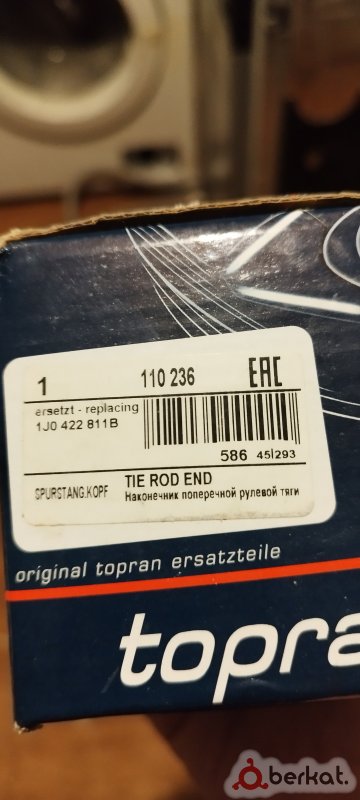 1 110 236 EAC
ersetzt - replacing
1J0 422 811B
586 45|293
SPURSTANG.KOPF TIE ROD END
Наконечник поперечной рулевой тяги
original topran ersatzteile
topra
berkat.